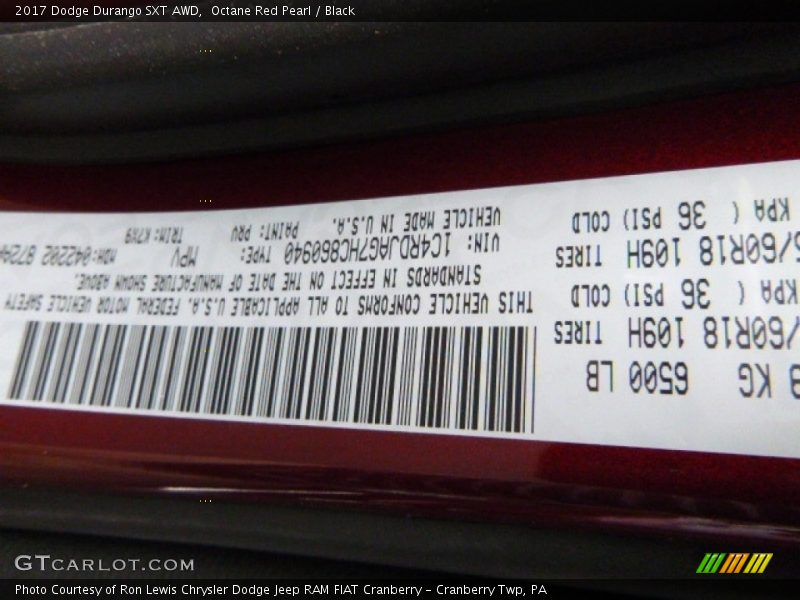 2017 Dodge Durango SXT AWD, Octane Red Pearl / Black
KG 6500 LB
/60R18 109H TIRES
KPA ( 36 PSI) COLD
/60R18 109H TIRES
KPA ( 36 PSI) COLD
THIS VEHICLE CONFORMS TO ALL APPLICABLE U.S.A. FEDERAL MOTOR VEHICLE SAFETY
STANDARDS IN EFFECT ON THE DATE OF MANUFACTURE SHOWN ABOVE.
VIN: 1C4RDJAG7HC860940 TYPE: MPV MDH:042202
VEHICLE MADE IN U.S.A. PAINT: PRV TRIM: K7X9
GTCARLOT.COM
Photo Courtesy of Ron Lewis Chrysler Dodge Jeep RAM FIAT Cranberry – Cranberry Twp, PA